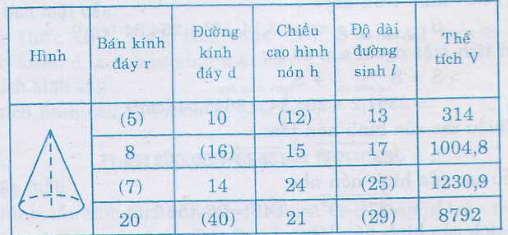 Hình
Bán kính đáy r
Đường kính đáy d
Chiều cao hình nón h
Độ dài đường sinh l
Thể tích V
(5) 10 (12) 13 314
8 (16) 15 17 1004,8
(7) 14 24 (25) 1230,9
20 (40) 21 (29) 8792